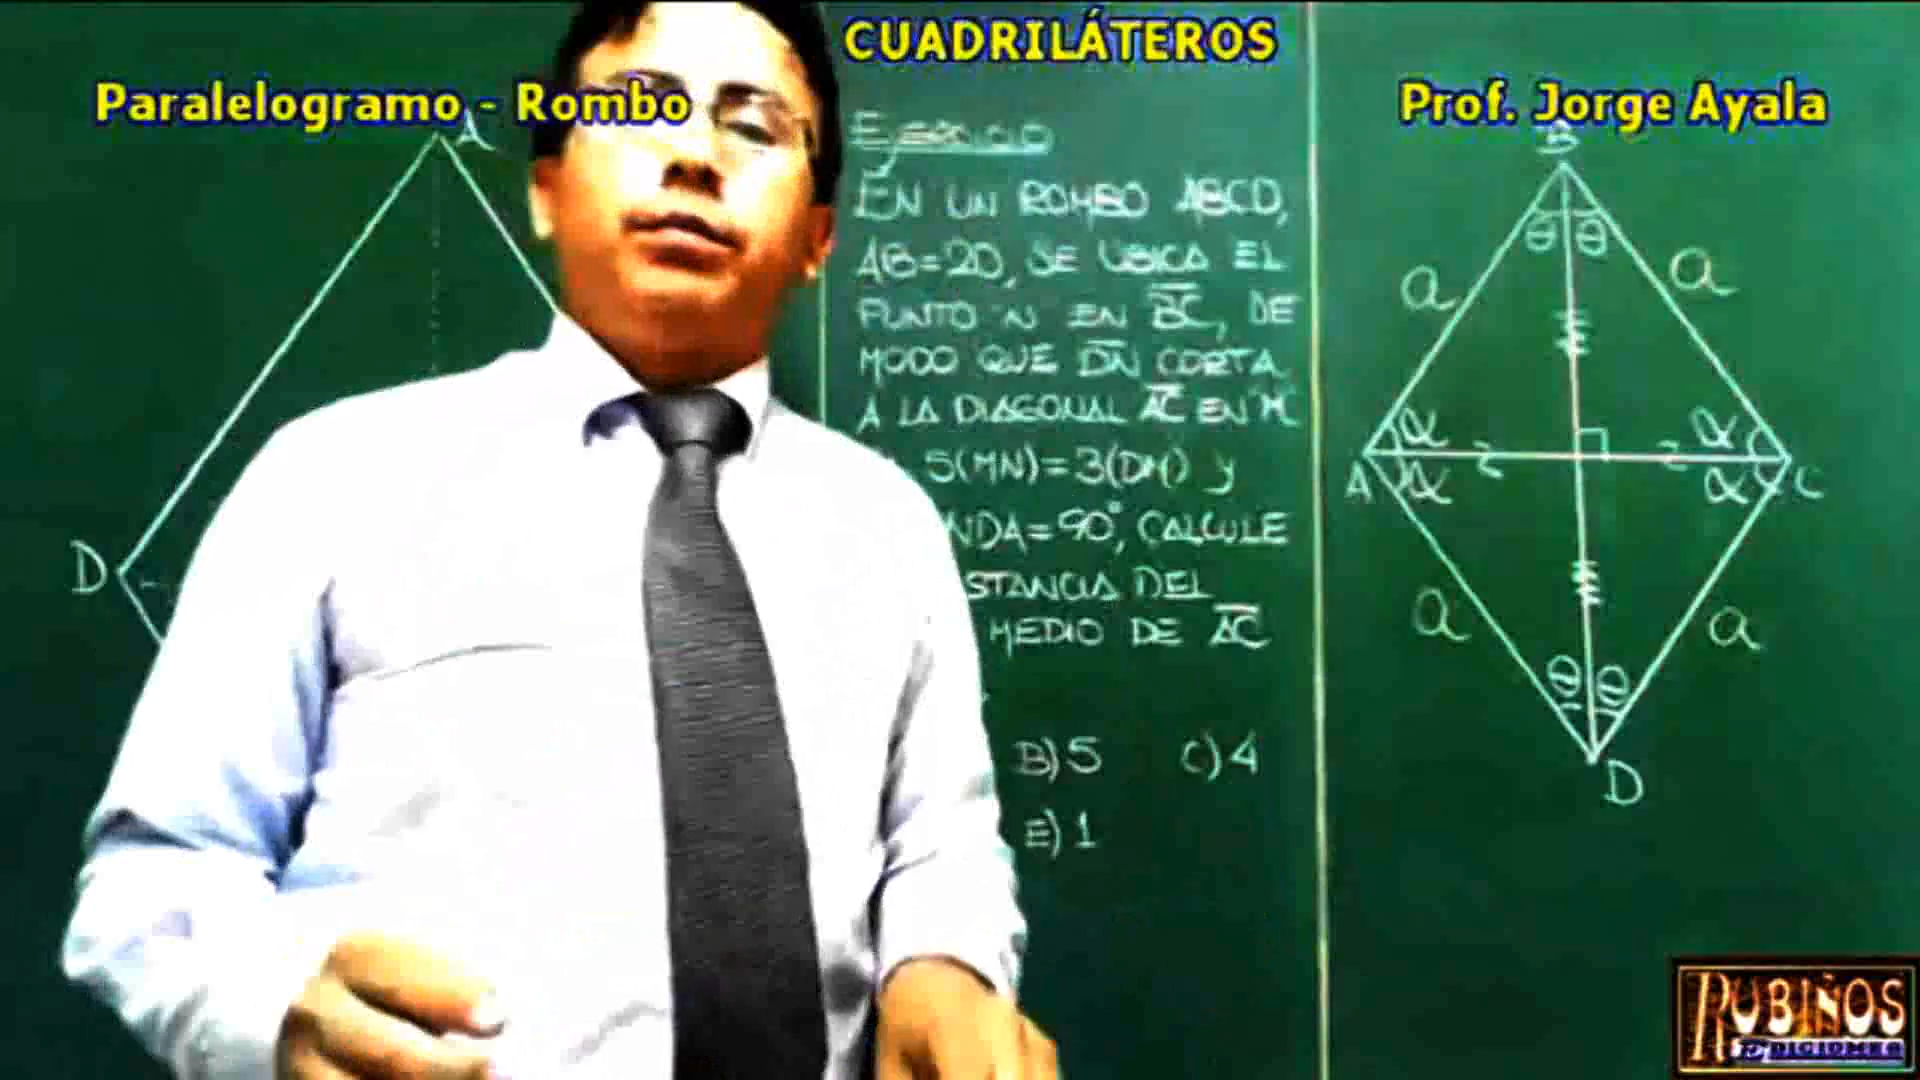 CUADRILÁTEROS
Paralelogramo - Rombo
Prof. Jorge Ayala
A
D
EJERCICIO
EN UN ROMBO ABCD,
AB=20, SE UBICA EL
PUNTO "N" EN BC, DE
MODO QUE DN CORTA
A LA DIAGONAL AC EN "M"
5(MN)=3(DM) y
NDA=90°, CALCULE
STANCIA DEL
MEDIO DE AC
B) 5 C) 4
E) 1
B
θ θ
a a
A α α C
α α
a a
θ θ
D
RUBIÑOS
EDICIONES